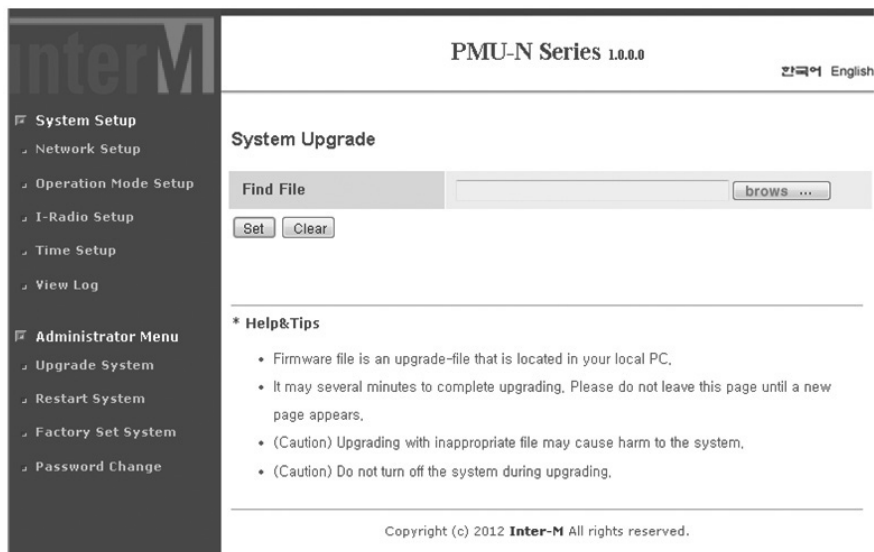 interM
PMU-N Series 1.0.0.0
한국어 English
System Setup
Network Setup
Operation Mode Setup
I-Radio Setup
Time Setup
View Log
Administrator Menu
Upgrade System
Restart System
Factory Set System
Password Change
System Upgrade
Find File
brows ...
Set Clear
* Help&Tips
• Firmware file is an upgrade-file that is located in your local PC.
• It may several minutes to complete upgrading. Please do not leave this page until a new
page appears.
• (Caution) Upgrading with inappropriate file may cause harm to the system.
• (Caution) Do not turn off the system during upgrading.
Copyright (c) 2012 Inter-M All rights reserved.